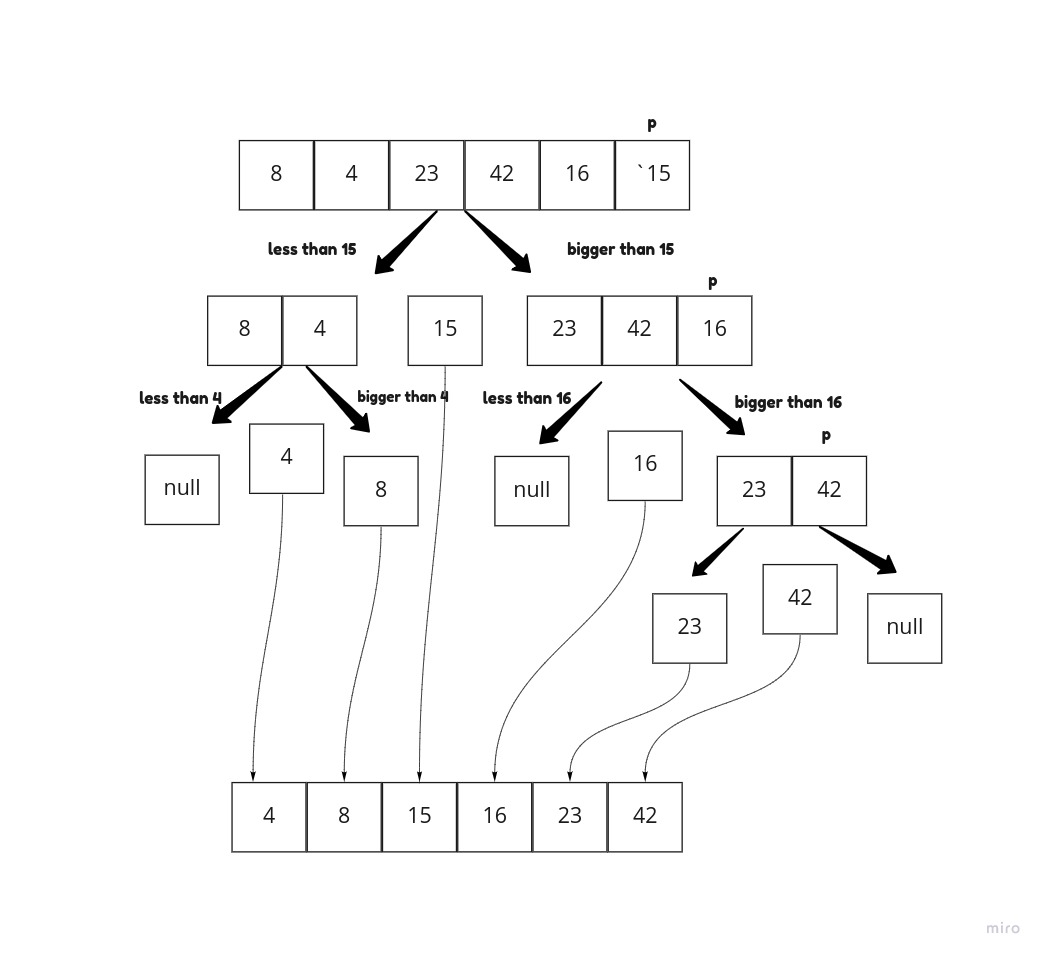 p
8 4 23 42 16 `15
less than 15 bigger than 15
p
8 4 15 23 42 16
less than 4 bigger than 4 less than 16 bigger than 16
p
null 4 8 null 16 23 42
23 42 null
4 8 15 16 23 42
miro